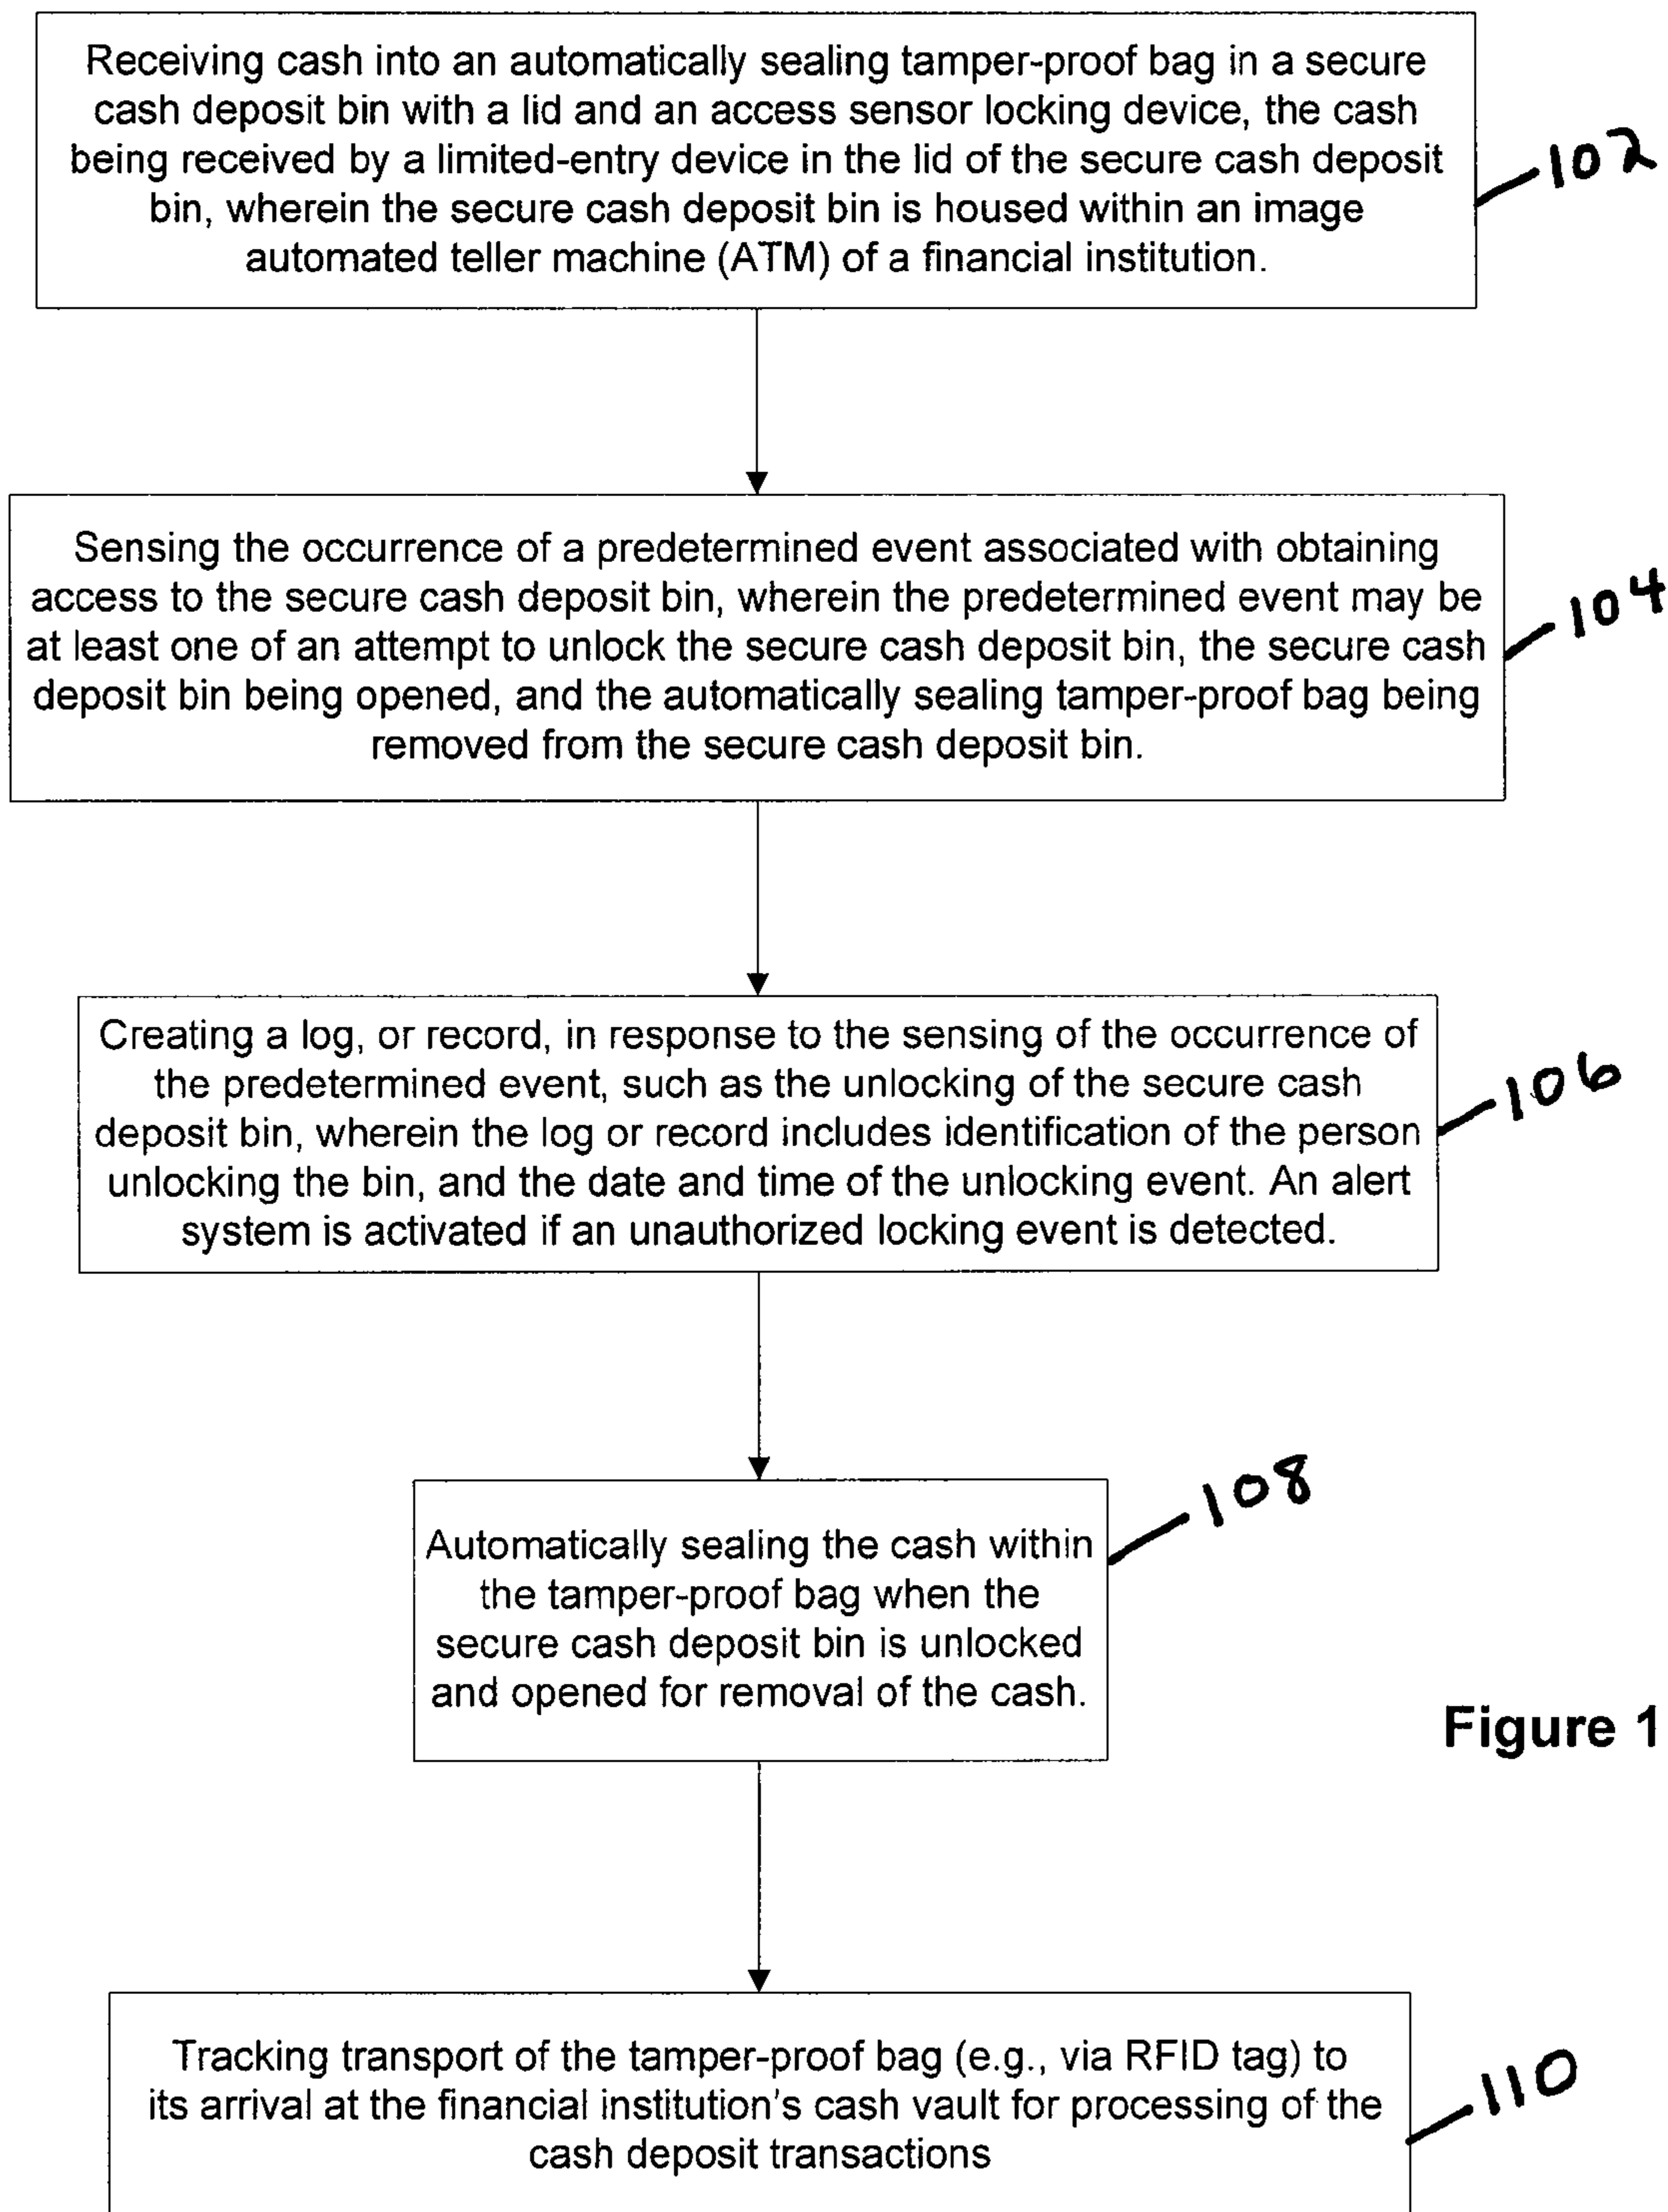 Receiving cash into an automatically sealing tamper-proof bag in a secure
cash deposit bin with a lid and an access sensor locking device, the cash
being received by a limited-entry device in the lid of the secure cash deposit
bin, wherein the secure cash deposit bin is housed within an image
automated teller machine (ATM) of a financial institution.
102
Sensing the occurrence of a predetermined event associated with obtaining
access to the secure cash deposit bin, wherein the predetermined event may be
at least one of an attempt to unlock the secure cash deposit bin, the secure cash
deposit bin being opened, and the automatically sealing tamper-proof bag being
removed from the secure cash deposit bin.
104
Creating a log, or record, in response to the sensing of the occurrence of
the predetermined event, such as the unlocking of the secure cash
deposit bin, wherein the log or record includes identification of the person
unlocking the bin, and the date and time of the unlocking event. An alert
system is activated if an unauthorized locking event is detected.
106
Automatically sealing the cash within
the tamper-proof bag when the
secure cash deposit bin is unlocked
and opened for removal of the cash.
108
Figure 1
Tracking transport of the tamper-proof bag (e.g., via RFID tag) to
its arrival at the financial institution's cash vault for processing of the
cash deposit transactions
110